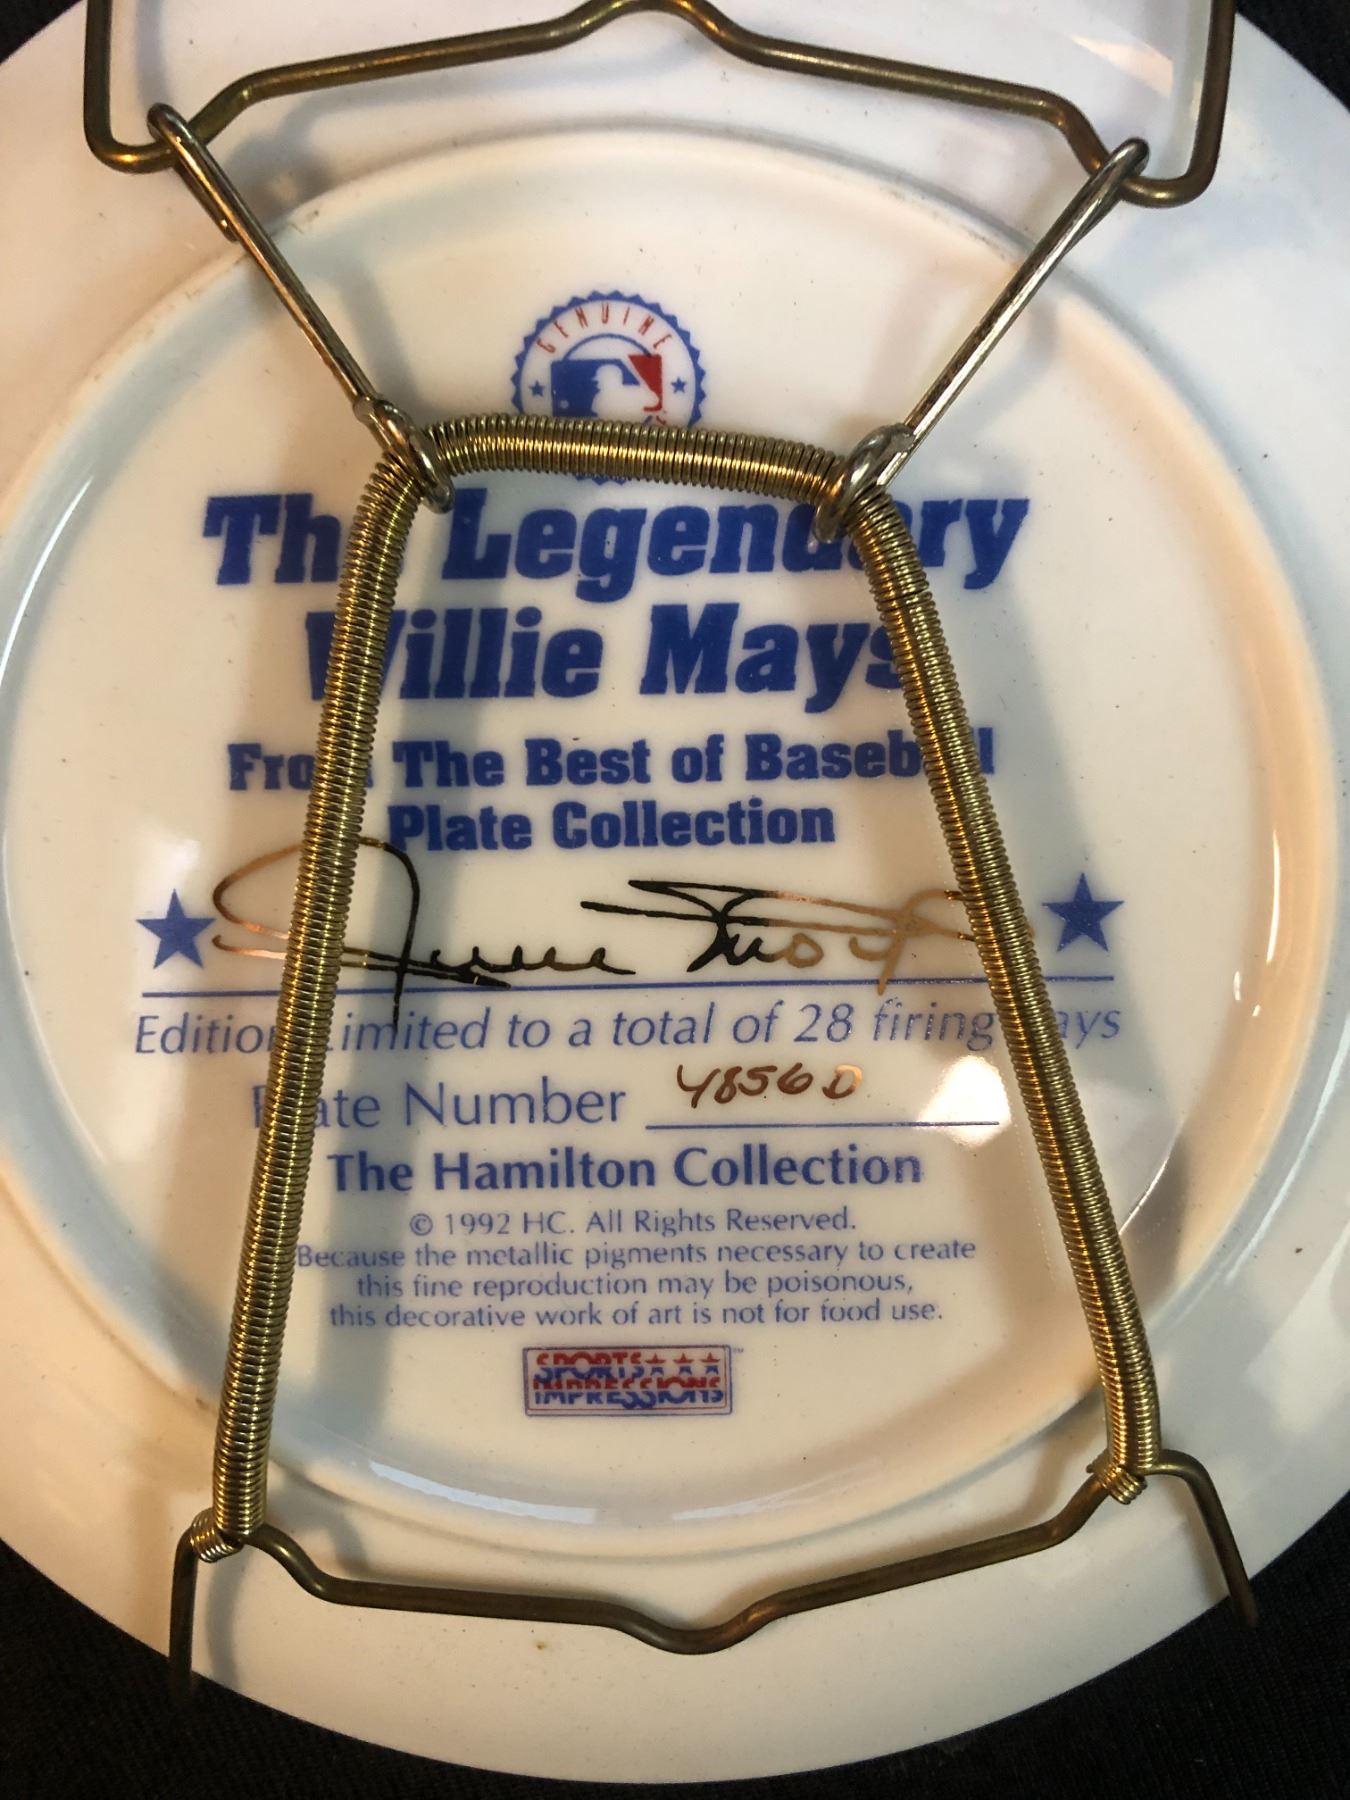 GENUINE
The Legendary
Willie Mays
From The Best of Baseball
Plate Collection
Edition Limited to a total of 28 firing days
Plate Number 4856D
The Hamilton Collection
© 1992 HC. All Rights Reserved.
Because the metallic pigments necessary to create
this fine reproduction may be poisonous,
this decorative work of art is not for food use.
SPORTS
IMPRESSIONS™